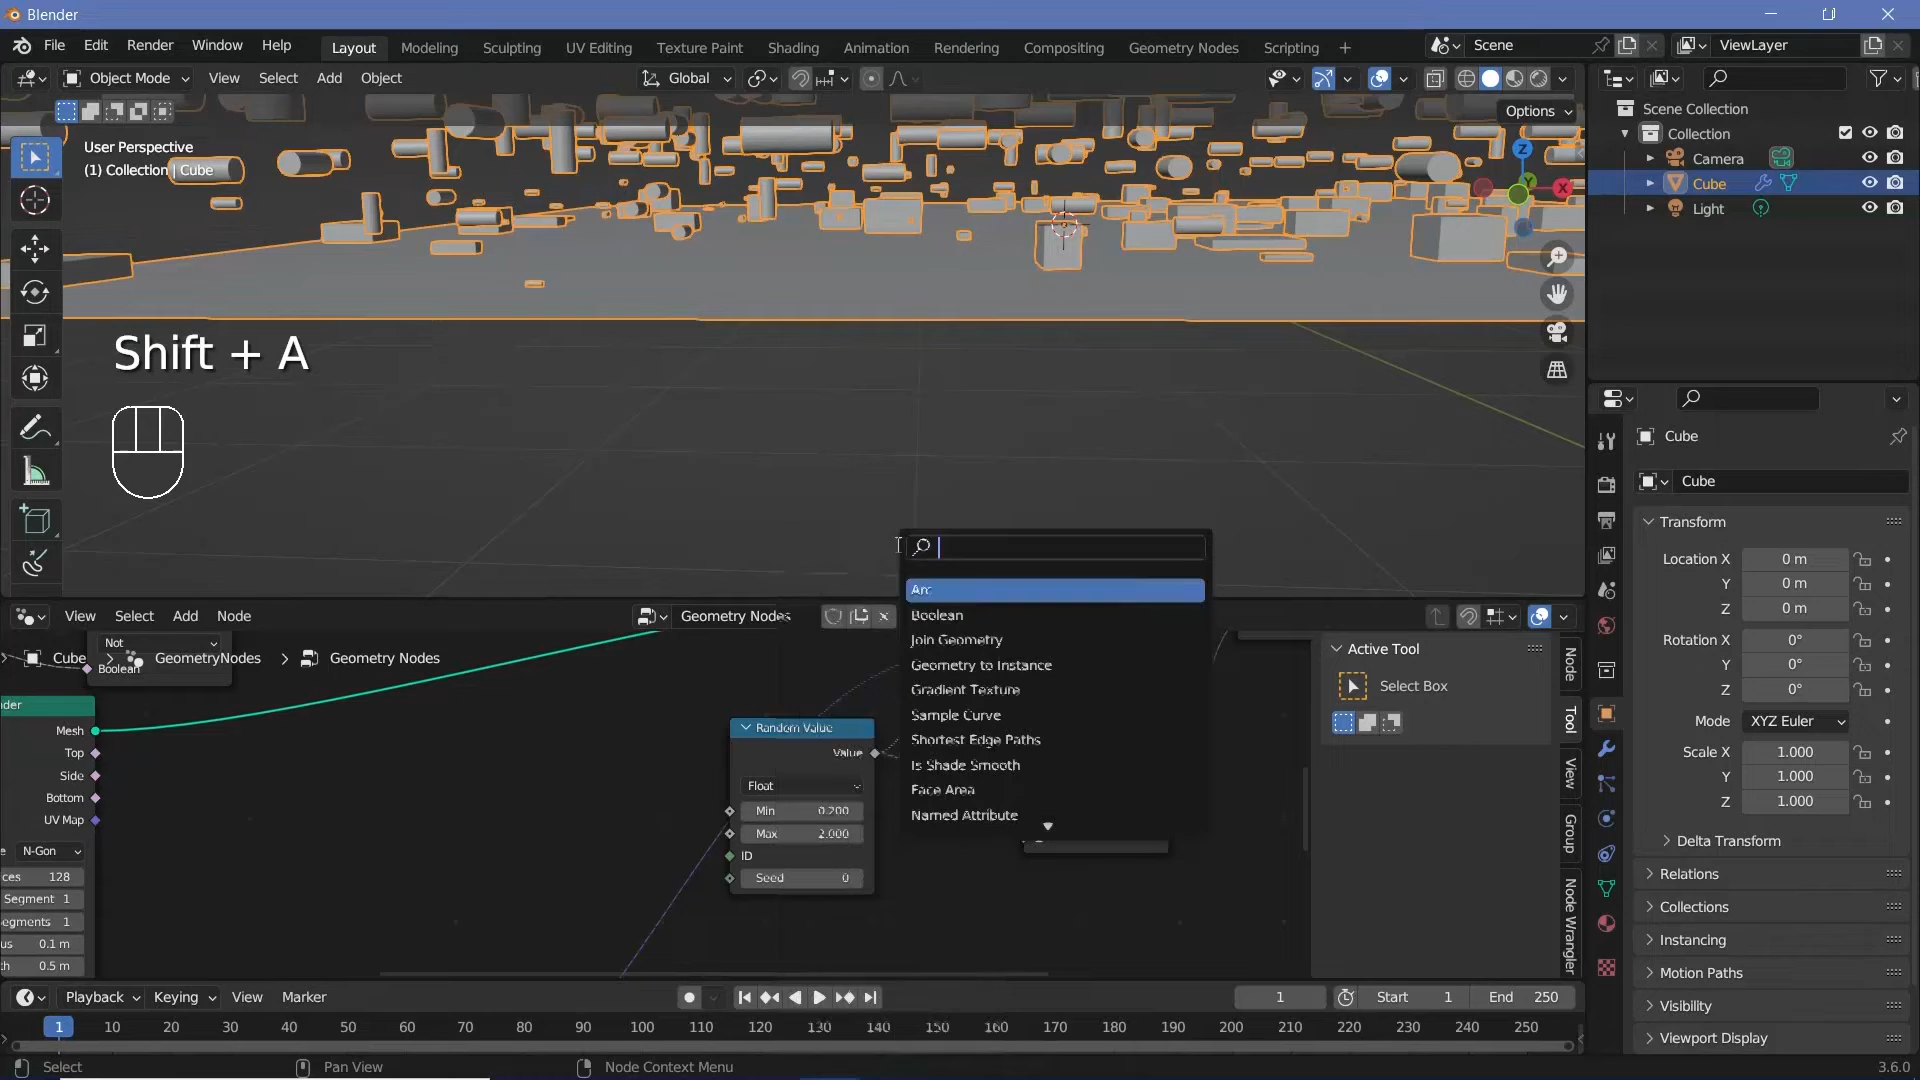 Blender
File Edit Render Window Help
Layout Modeling Sculpting UV Editing Texture Paint Shading Animation Rendering Compositing Geometry Nodes Scripting +
Scene
ViewLayer
Object Mode View Select Add Object
Global
Options
User Perspective
(1) Collection | Cube
Z
Y
X
Shift + A
Scene Collection
Collection
Camera
Cube
Light
Arc
Boolean
Join Geometry
Geometry to Instance
Gradient Texture
Sample Curve
Shortest Edge Paths
Is Shade Smooth
Face Area
Named Attribute
View Select Add Node
Geometry Nodes
Not
Cube > GeometryNodes > Geometry Nodes
Boolean
nder
Mesh
Top
Side
Bottom
UV Map
N-Gon
ces 128
Segment 1
egments 1
us 0.1 m
th 0.5 m
Random Value
Value
Float
Min 0.200
Max 2.000
ID
Seed 0
Active Tool
Select Box
Node
Tool
View
Group
Node Wrangler
Cube
Cube
Transform
Location X 0 m
Y 0 m
Z 0 m
Rotation X 0°
Y 0°
Z 0°
Mode XYZ Euler
Scale X 1.000
Y 1.000
Z 1.000
Delta Transform
Relations
Collections
Instancing
Motion Paths
Visibility
Viewport Display
Playback Keying View Marker
1 Start 1 End 250
1 10 20 30 40 50 60 70 80 90 100 110 120 130 140 150 160 170 180 190 200 210 220 230 240 250
Select Pan View Node Context Menu 3.6.0